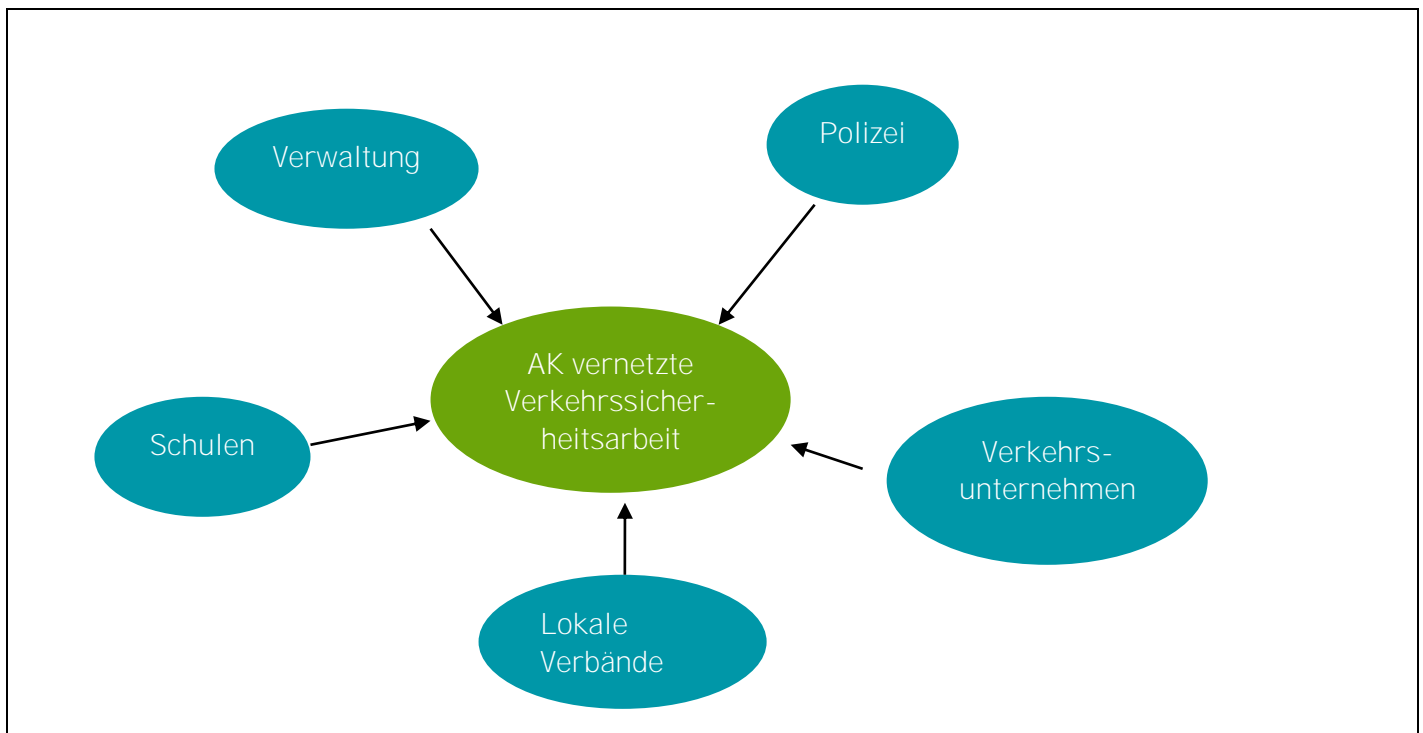 Verwaltung
Polizei
AK vernetzte
Verkehrssicher-
heitsarbeit
Schulen
Verkehrs-
unternehmen
Lokale
Verbände